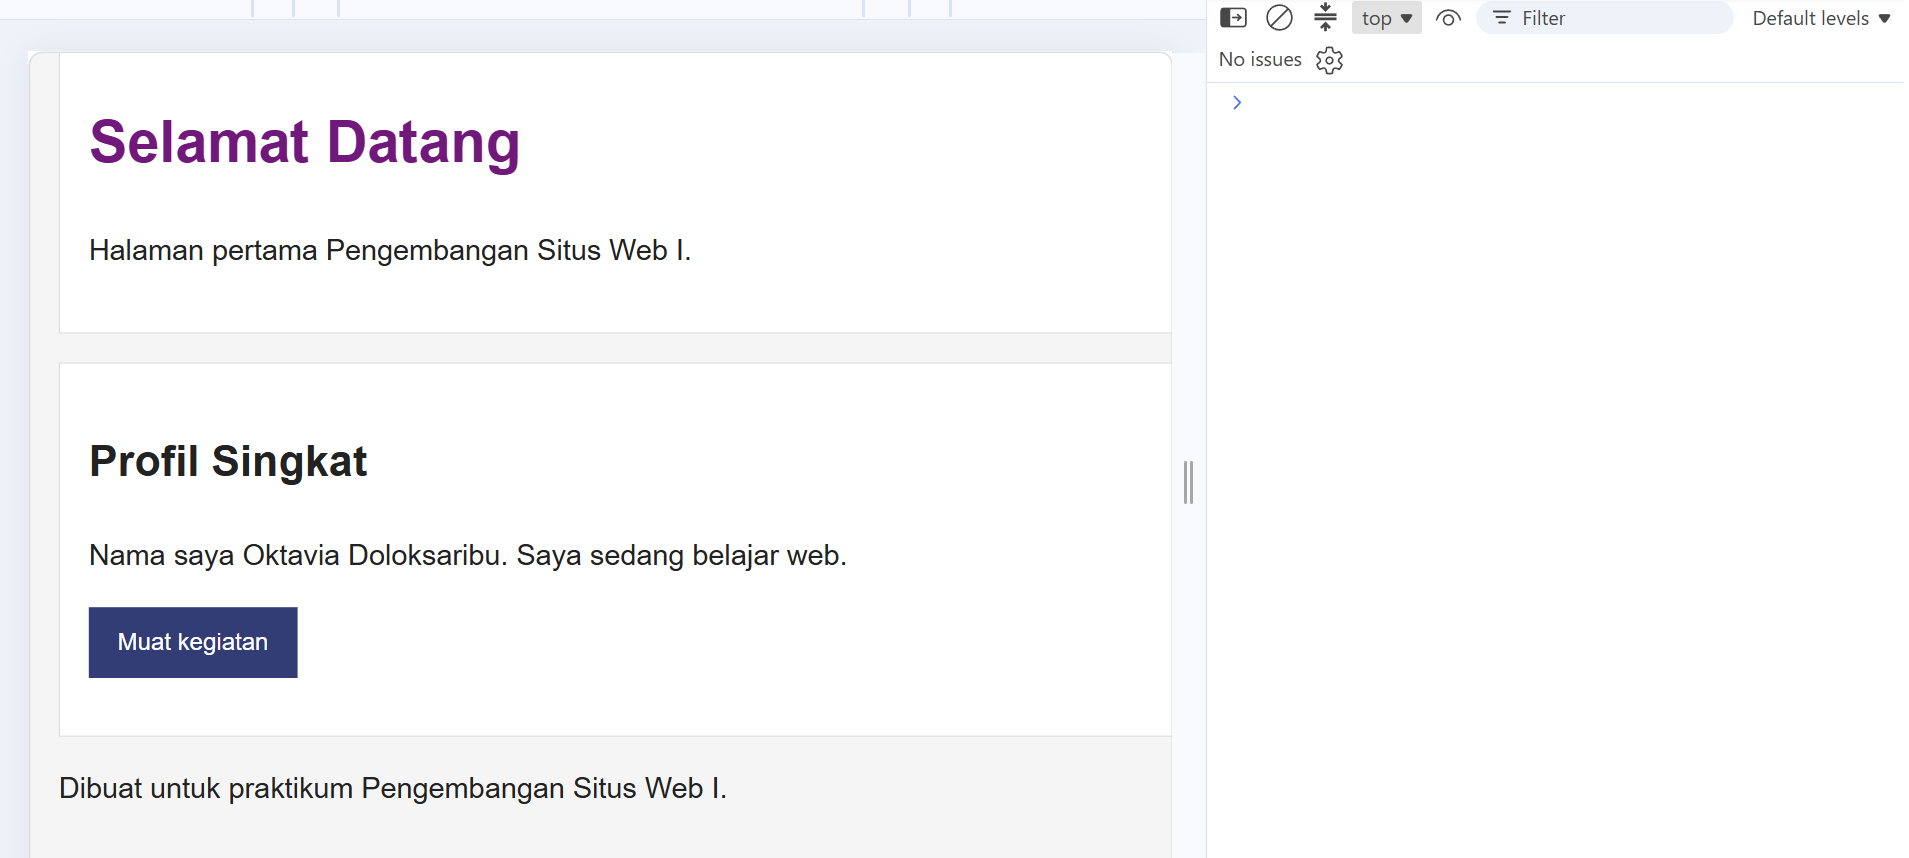 Selamat Datang
Halaman pertama Pengembangan Situs Web I.
Profil Singkat
Nama saya Oktavia Doloksaribu. Saya sedang belajar web.
Muat kegiatan
Dibuat untuk praktikum Pengembangan Situs Web I.
top
Filter
Default levels
No issues